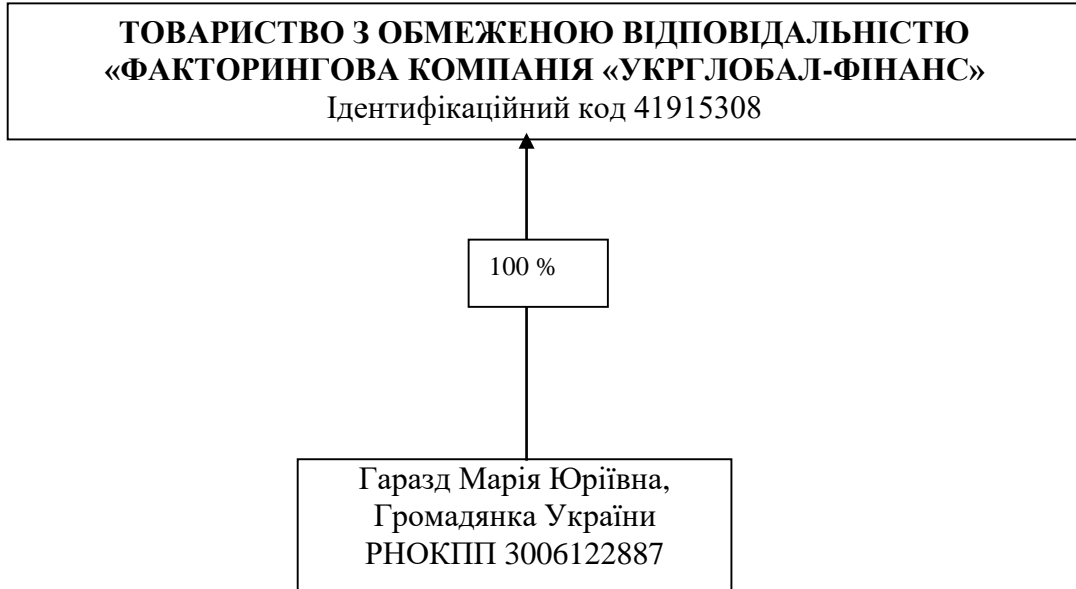 ТОВАРИСТВО З ОБМЕЖЕНОЮ ВІДПОВІДАЛЬНІСТЮ
«ФАКТОРИНГОВА КОМПАНІЯ «УКРГЛОБАЛ-ФІНАНС»
Ідентифікаційний код 41915308
100 %
Гаразд Марія Юріївна,
Громадянка України
РНОКПП 3006122887